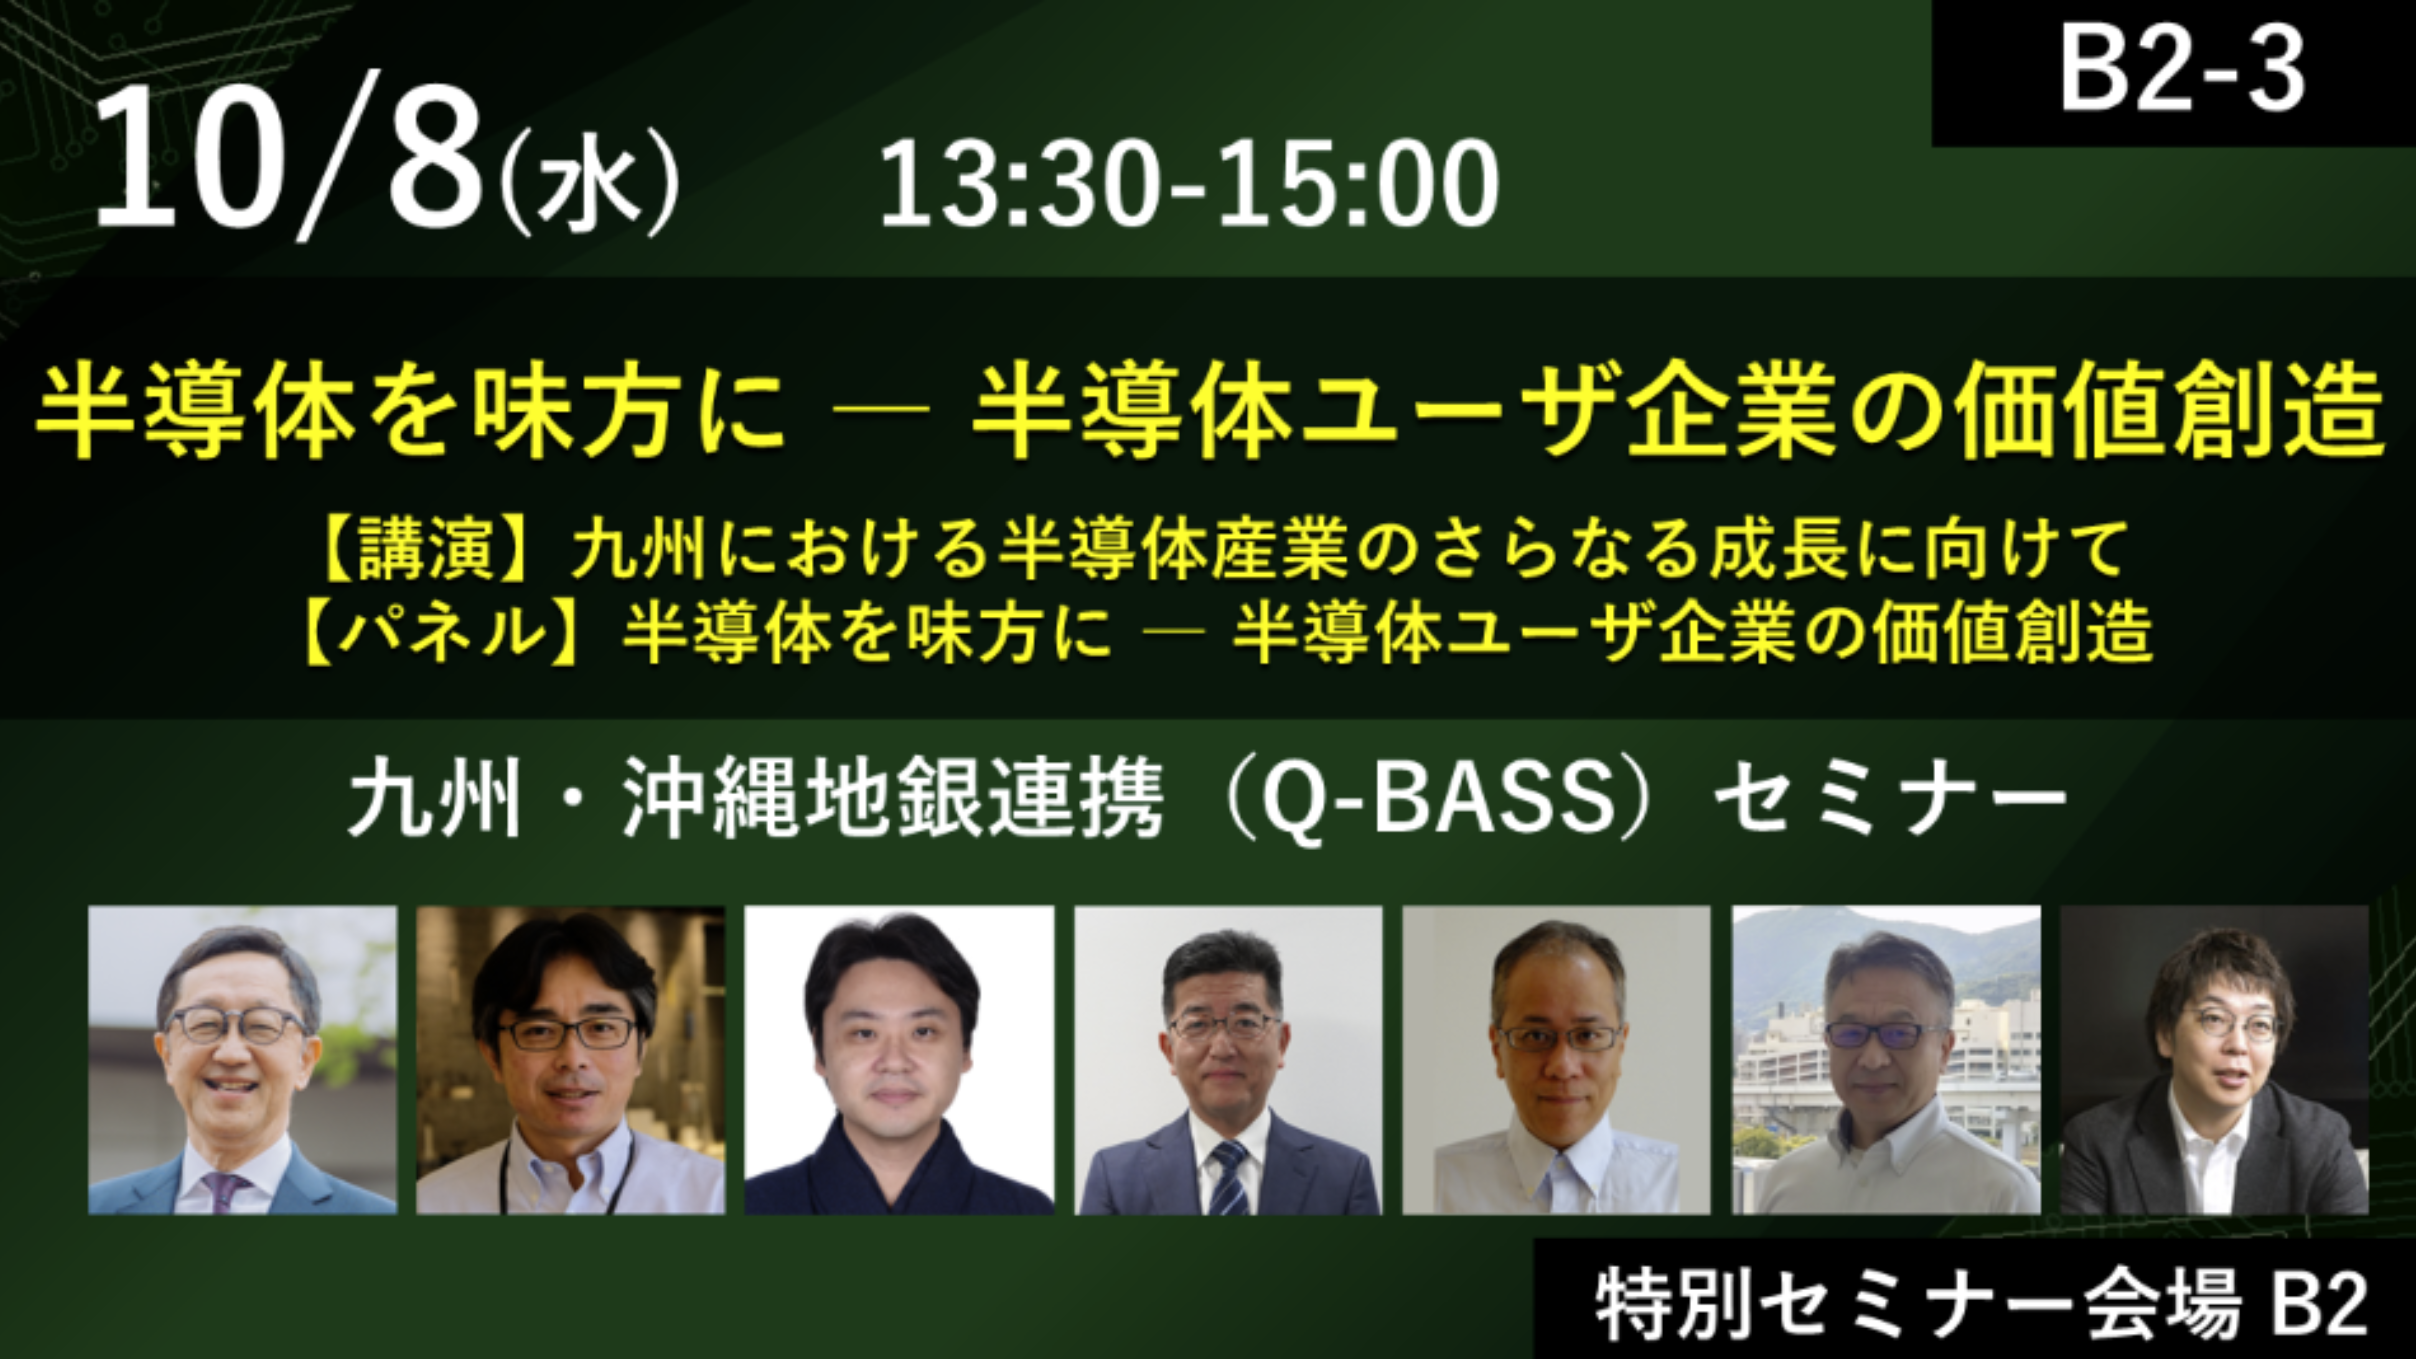 B2-3
10/8(水) 13:30-15:00
半導体を味方に ― 半導体ユーザ企業の価値創造
【講演】九州における半導体産業のさらなる成長に向けて
【パネル】半導体を味方に ― 半導体ユーザ企業の価値創造
九州・沖縄地銀連携（Q-BASS）セミナー
特別セミナー会場 B2